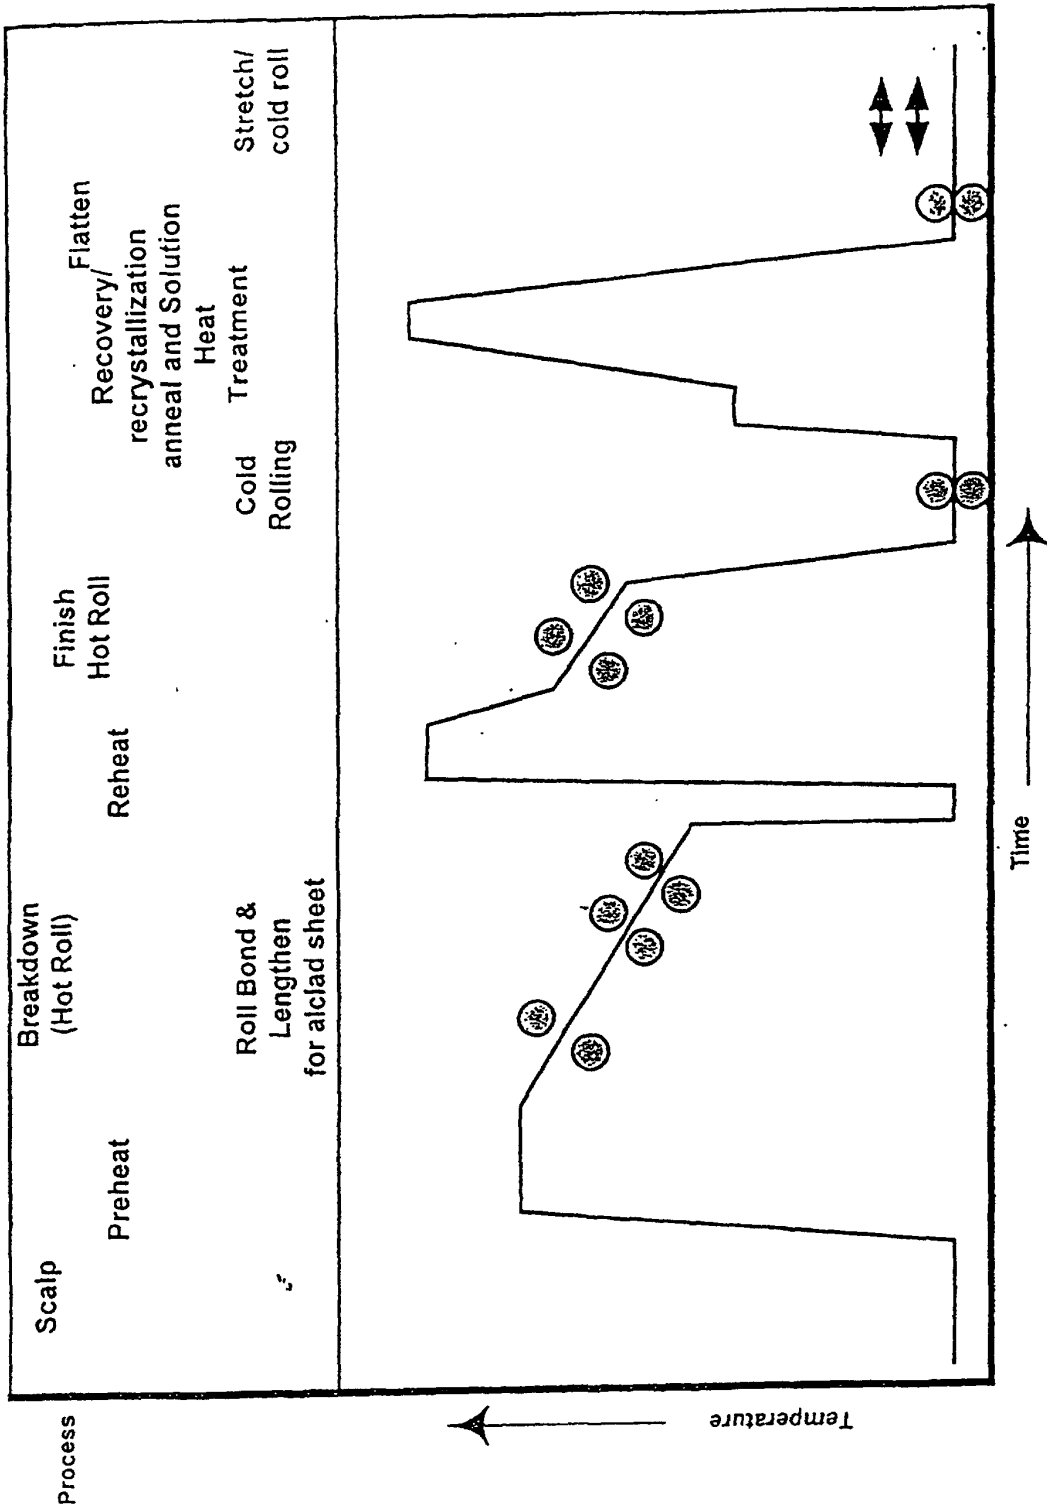 Process
Scalp
Preheat
Breakdown
(Hot Roll)
Roll Bond &
Lengthen
for alclad sheet
Reheat
Finish
Hot Roll
Cold
Rolling
Recovery/
recrystallization
anneal and Solution
Heat
Treatment
Flatten
Stretch/
cold roll
Temperature
Time